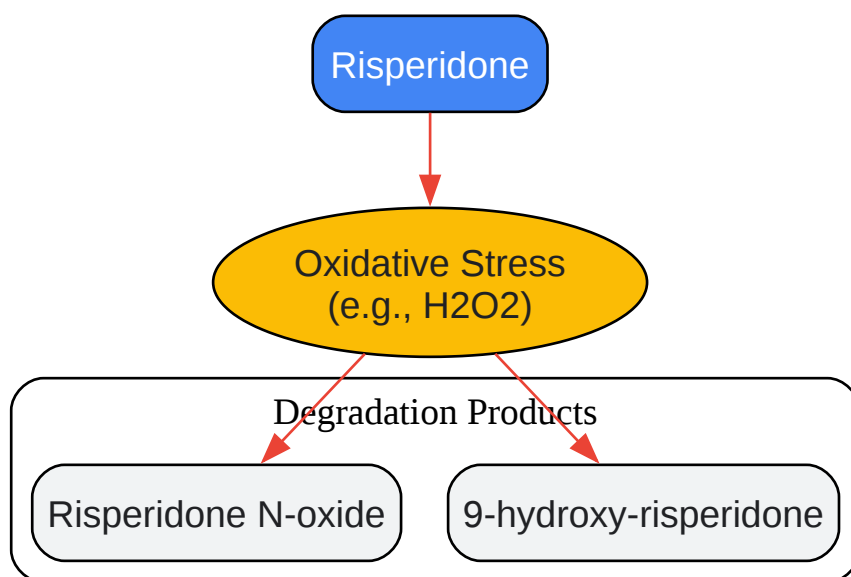 Risperidone
Oxidative Stress
(e.g., H2O2)
Degradation Products
Risperidone N-oxide
9-hydroxy-risperidone